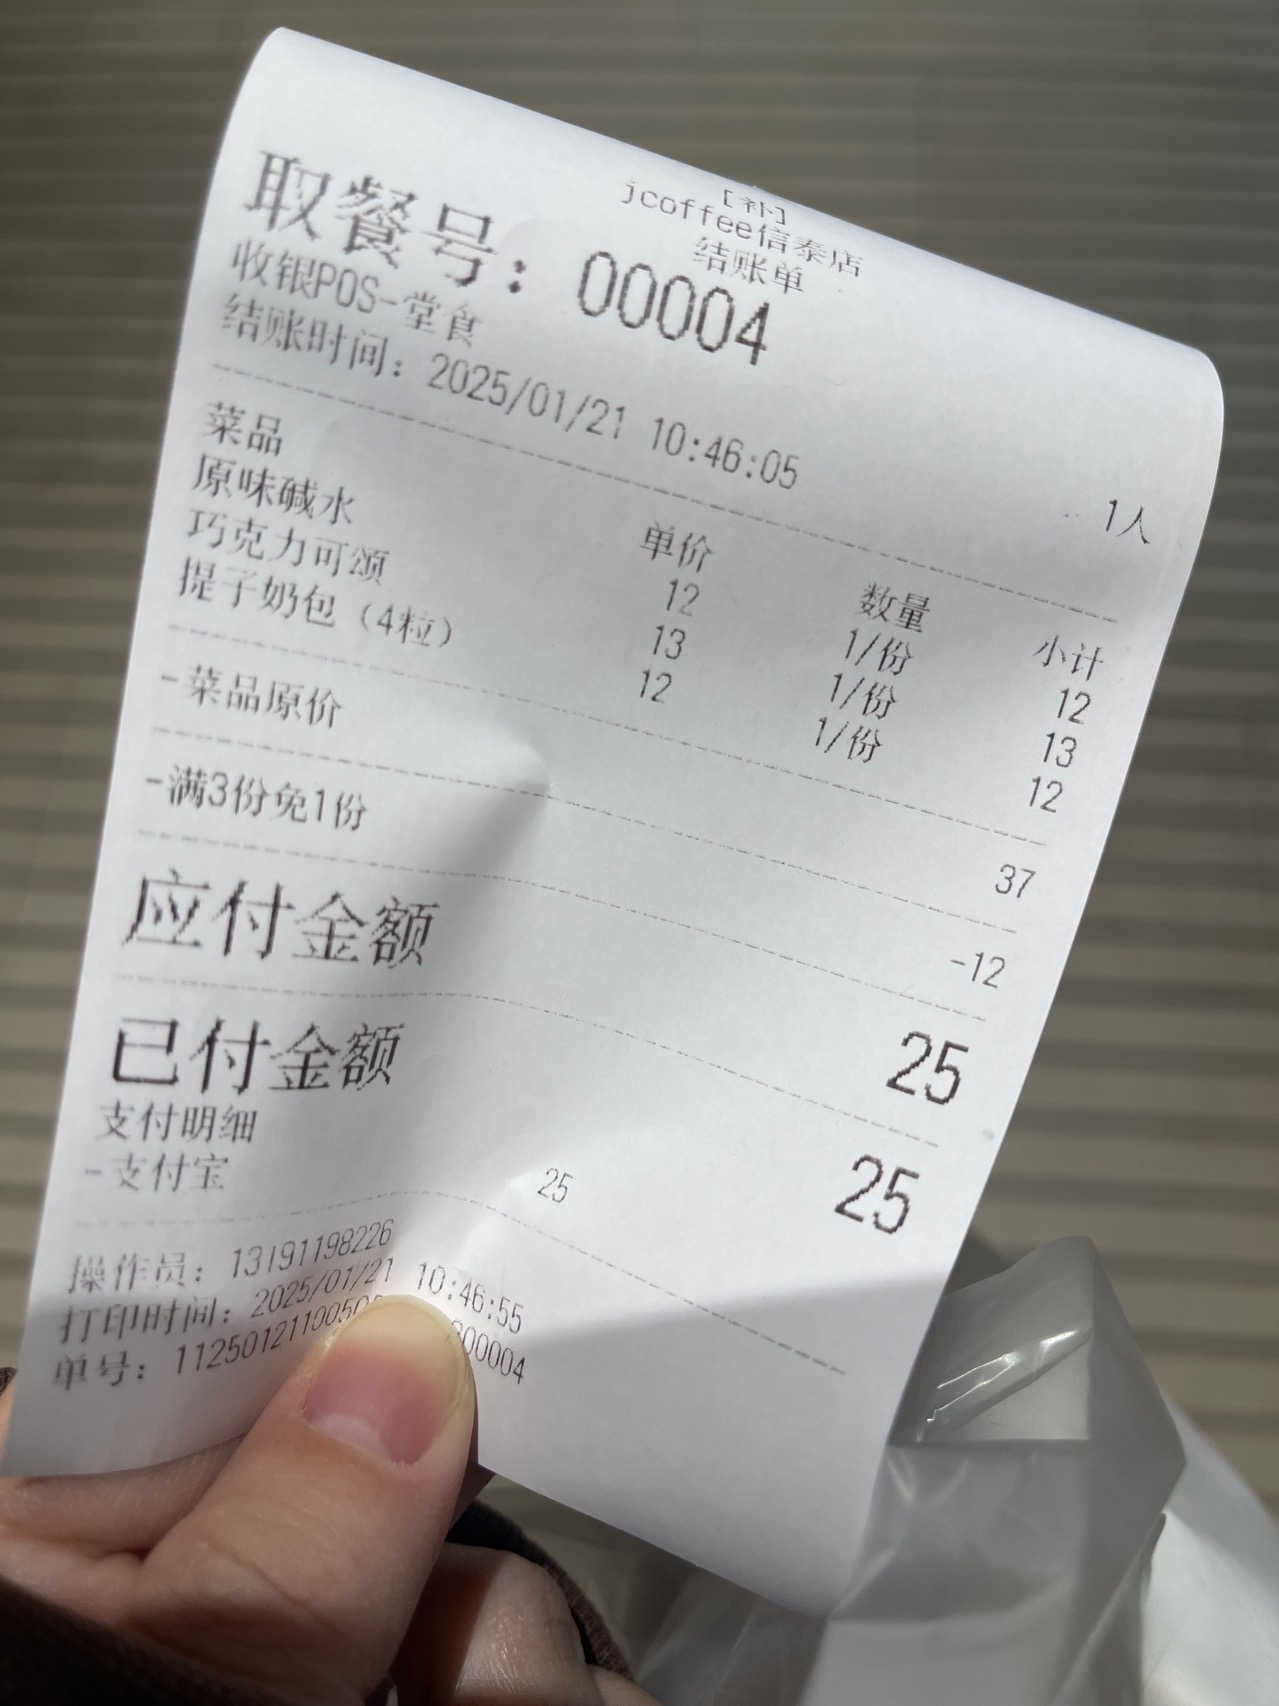 [补]
jcoffee信泰店
结账单
取餐号：00004
收银POS-堂食
结账时间：2025/01/21 10:46:05 1人
菜品 单价 数量 小计
原味碱水 12 1/份 12
巧克力可颂 13 1/份 13
提子奶包（4粒） 12 1/份 12
-菜品原价 37
-满3份免1份 -12
应付金额 25
已付金额 25
支付明细
-支付宝 25
操作员：13191198226
打印时间：2025/01/21 10:46:55
单号：1125012110050 00004